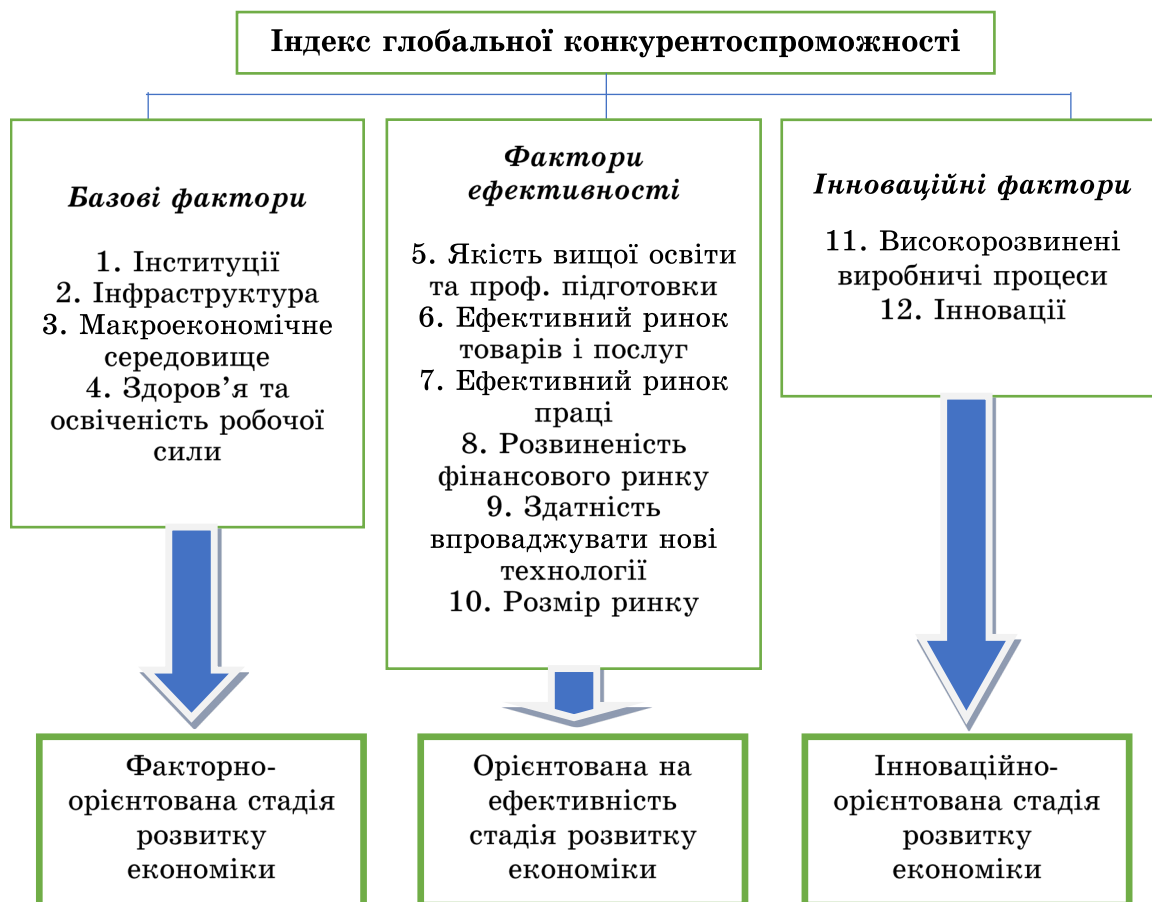 Індекс глобальної конкурентоспроможності
Базові фактори
1. Інституції
2. Інфраструктура
3. Макроекономічне
середовище
4. Здоров’я та
освіченість робочої
сили
Фактори
ефективності
5. Якість вищої освіти
та проф. підготовки
6. Ефективний ринок
товарів і послуг
7. Ефективний ринок
праці
8. Розвиненість
фінансового ринку
9. Здатність
впроваджувати нові
технології
10. Розмір ринку
Інноваційні фактори
11. Високорозвинені
виробничі процеси
12. Інновації
Факторно-
орієнтована стадія
розвитку
економіки
Орієнтована на
ефективність
стадія розвитку
економіки
Інноваційно-
орієнтована стадія
розвитку
економіки